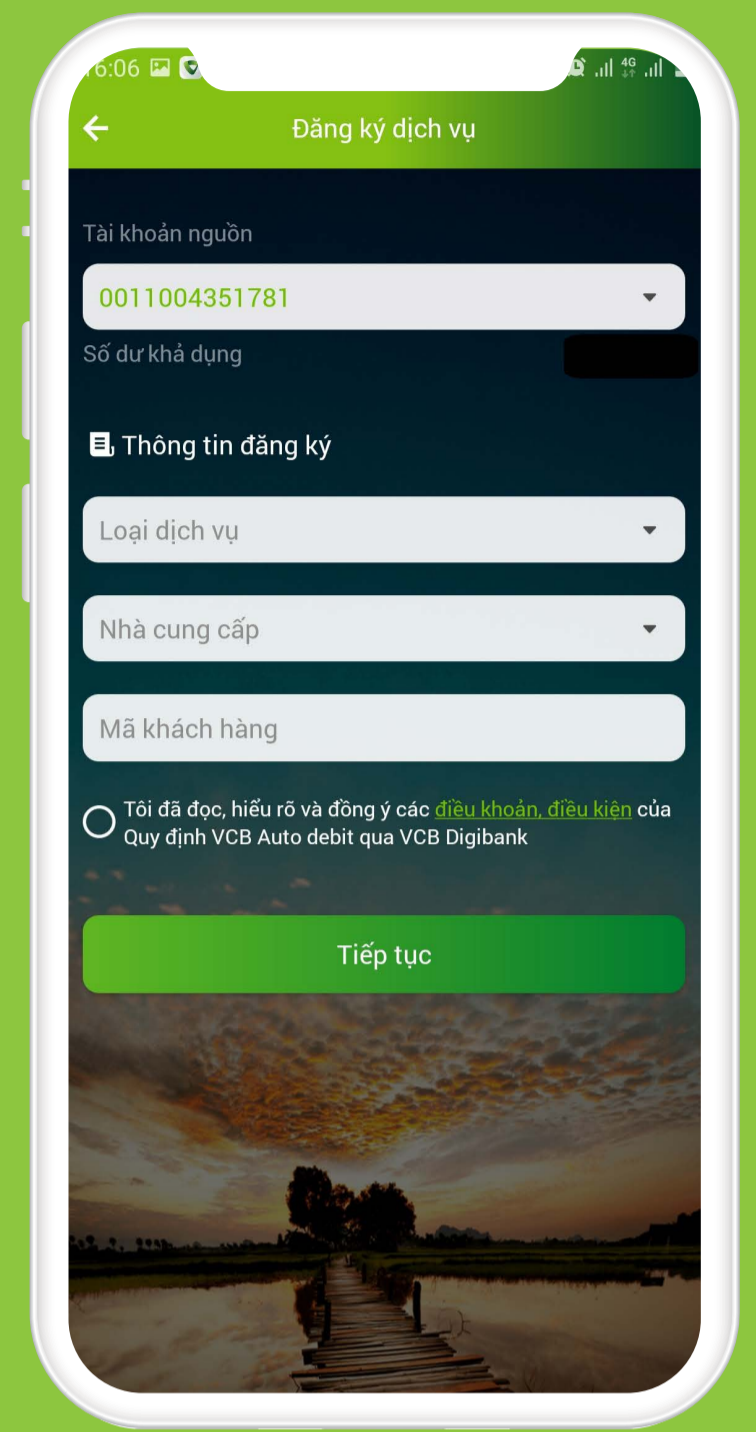 6:06 4G
Đăng ký dịch vụ
Tài khoản nguồn
0011004351781
Số dư khả dụng
Thông tin đăng ký
Loại dịch vụ
Nhà cung cấp
Mã khách hàng
Tôi đã đọc, hiểu rõ và đồng ý các điều khoản, điều kiện của
Quy định VCB Auto debit qua VCB Digibank
Tiếp tục